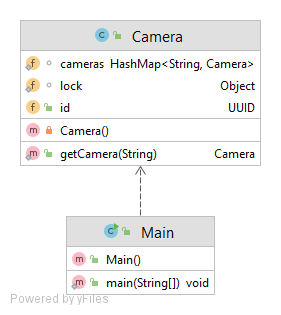 Camera
cameras HashMap<String, Camera>
lock Object
id UUID
Camera()
getCamera(String) Camera
Main
Main()
main(String[]) void
Powered by yFiles